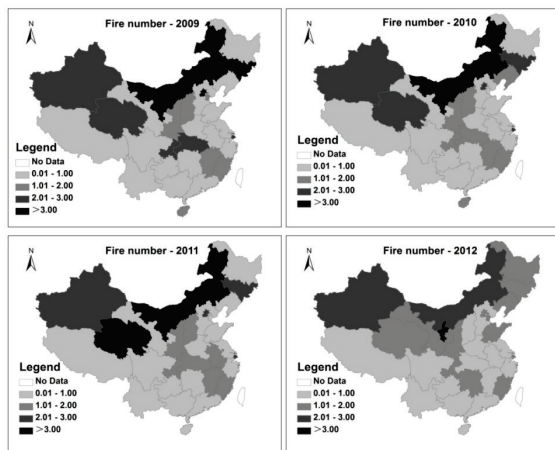 Fire number - 2009
N
Legend
No Data
0.01 - 1.00
1.01 - 2.00
2.01 - 3.00
>3.00
Fire number - 2010
N
Legend
No Data
0.01 - 1.00
1.01 - 2.00
2.01 - 3.00
>3.00
Fire number - 2011
N
Legend
No Data
0.01 - 1.00
1.01 - 2.00
2.01 - 3.00
>3.00
Fire number - 2012
N
Legend
No Data
0.01 - 1.00
1.01 - 2.00
2.01 - 3.00
>3.00